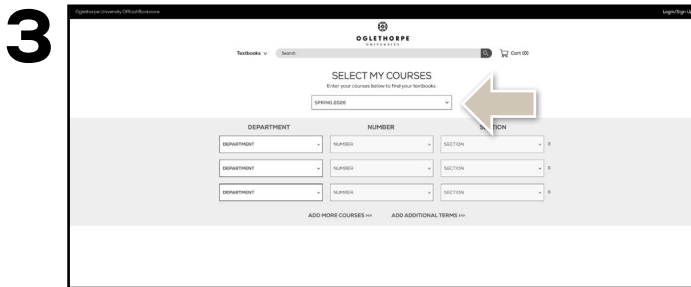 3
Oglethorpe University Official Bookstore Login/Sign Up
OGLETHORPE
UNIVERSITY
Textbooks Search Cart (0)
SELECT MY COURSES
Enter your courses below to find your textbooks.
SPRING 2026
DEPARTMENT NUMBER
DEPARTMENT NUMBER SECTION X
DEPARTMENT NUMBER SECTION X
DEPARTMENT NUMBER SECTION X
ADD MORE COURSES >>> ADD ADDITIONAL TERMS >>>